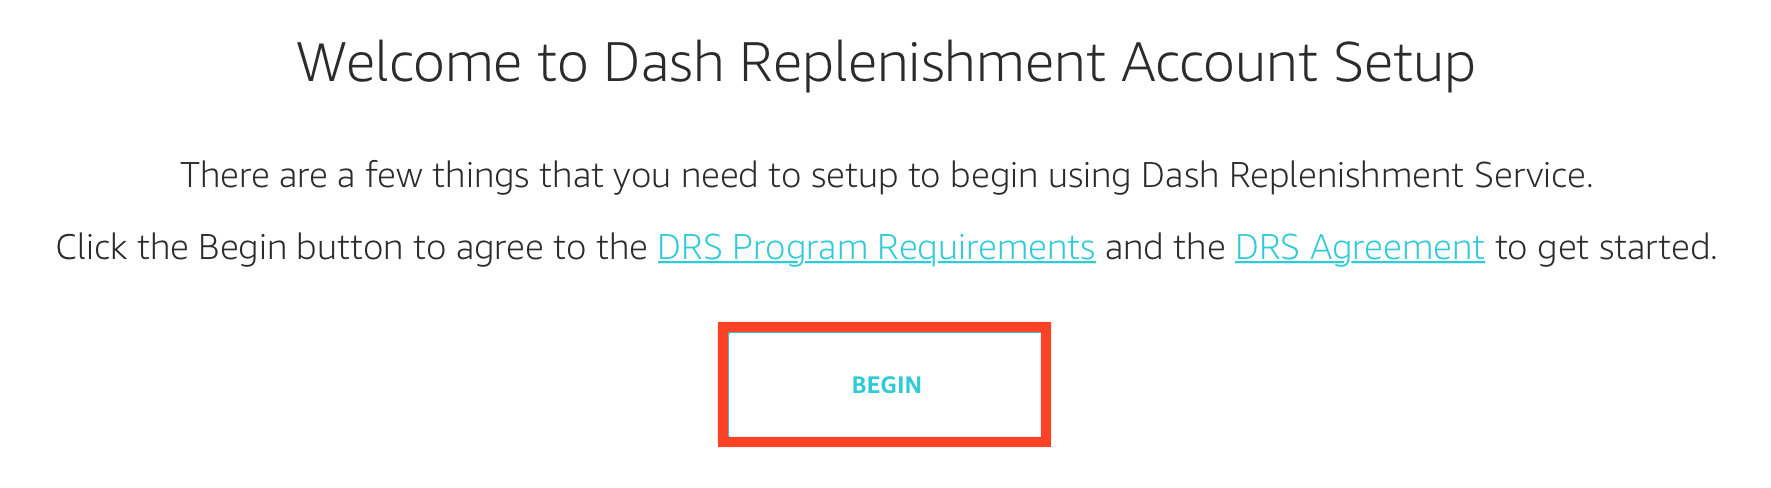 Welcome to Dash Replenishment Account Setup
There are a few things that you need to setup to begin using Dash Replenishment Service.
Click the Begin button to agree to the DRS Program Requirements and the DRS Agreement to get started.
BEGIN